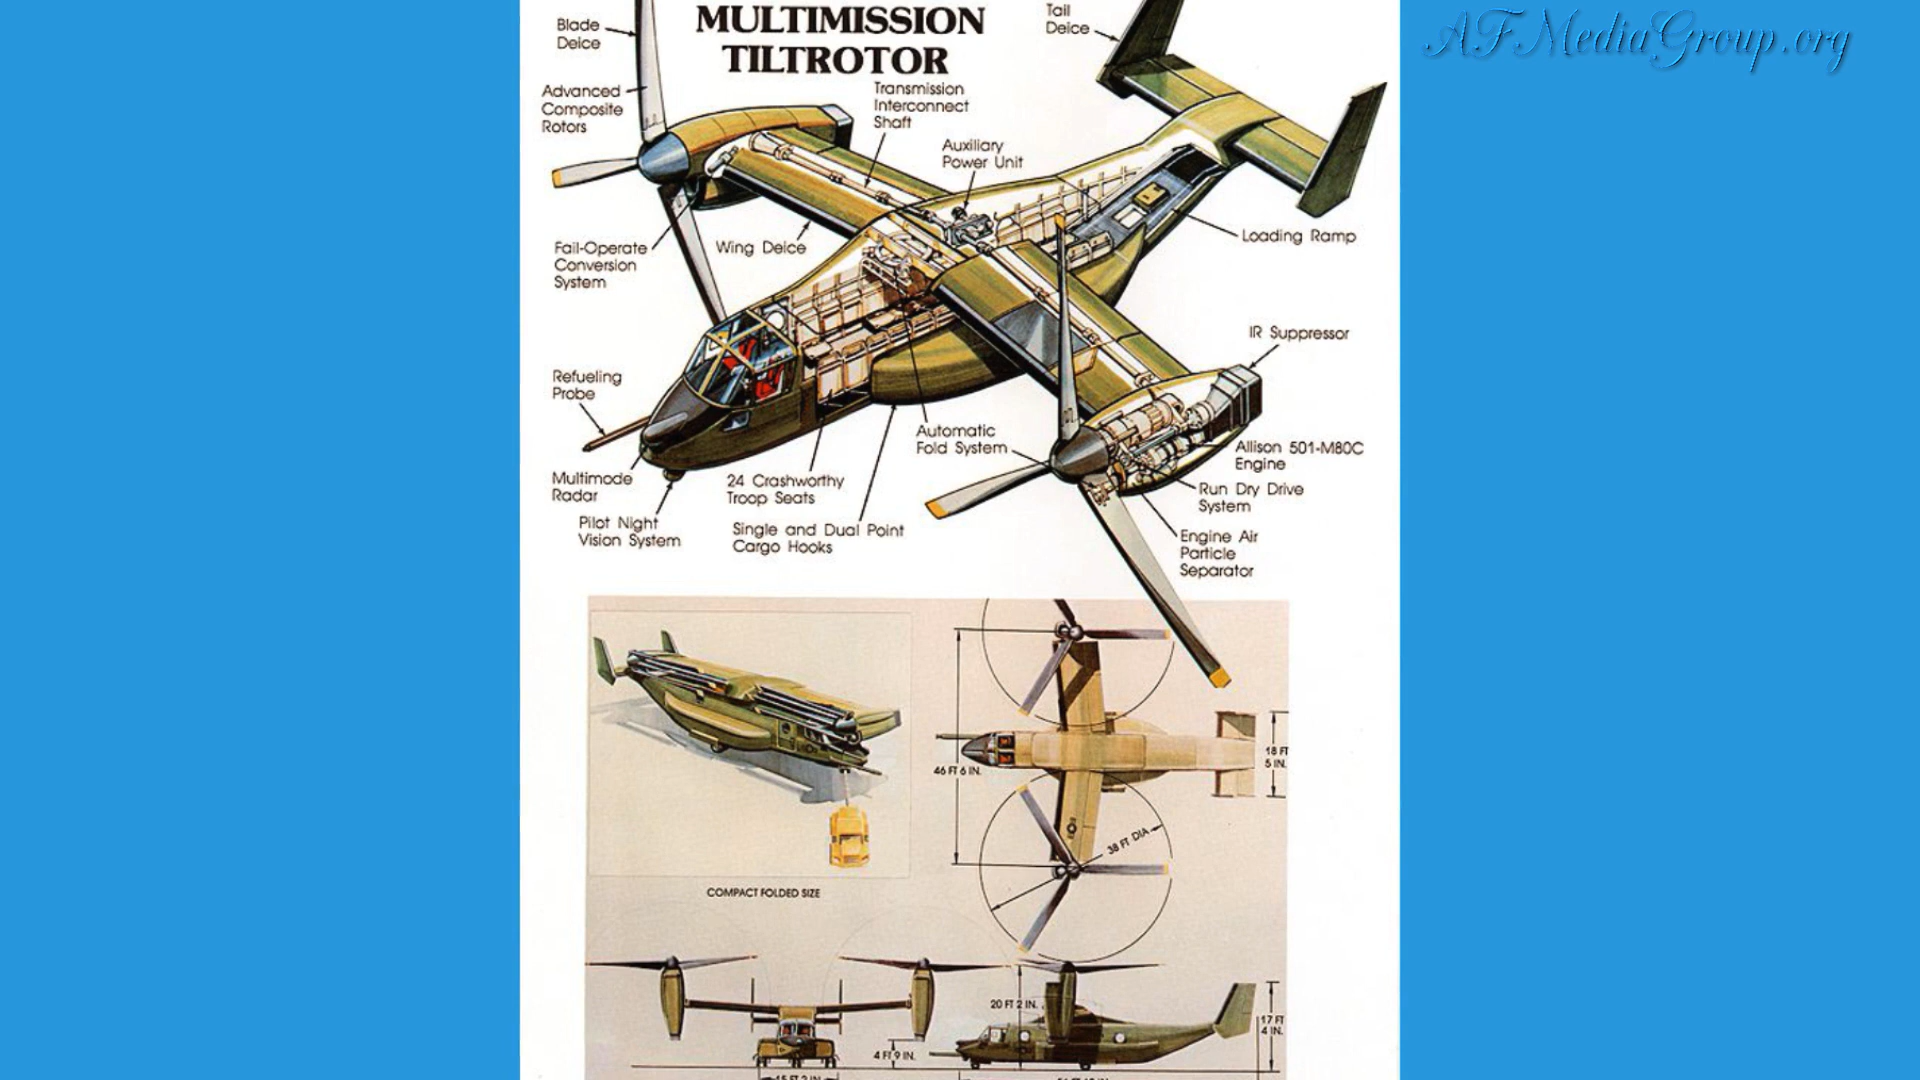 AFMediaGroup.org
MULTIMISSION
TILTROTOR
Blade
Deice
Tail
Deice
Advanced
Composite
Rotors
Transmission
Interconnect
Shaft
Auxiliary
Power Unit
Fail-Operate
Conversion
System
Wing Deice
Loading Ramp
IR Suppressor
Refueling
Probe
Automatic
Fold System
Allison 501-M80C
Engine
Multimode
Radar
24 Crashworthy
Troop Seats
Run Dry Drive
System
Pilot Night
Vision System
Single and Dual Point
Cargo Hooks
Engine Air
Particle
Separator
46 FT 6 IN.
18 FT
5 IN.
38 FT DIA
COMPACT FOLDED SIZE
20 FT 2 IN.
17 FT
4 IN.
4 FT 9 IN.
15 FT 2 IN.